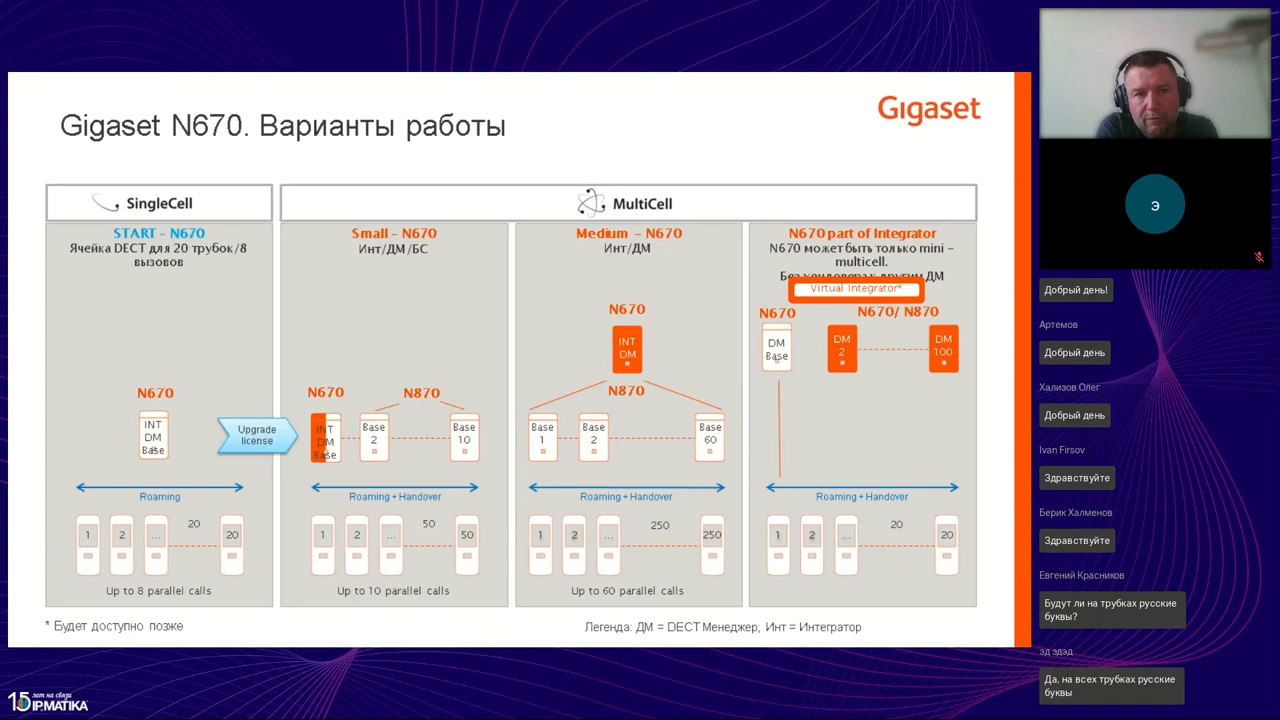 Gigaset N670. Варианты работы
Gigaset
SingleCell
MultiCell
START – N670
Ячейка DECT для 20 трубок/8
вызовов
N670
INT
DM
Base
Upgrade
license
Roaming
1
2
...
20
20
Up to 8 parallel calls
Small – N670
Инт/ДМ/БС
N670
N870
INT
DM
Base
Base
2
Base
10
Roaming + Handover
1
2
...
50
50
Up to 10 parallel calls
Medium – N670
Инт/ДМ
N670
INT
DM
N870
Base
1
Base
2
Base
60
Roaming + Handover
1
2
...
250
250
Up to 60 parallel calls
N670 part of Integrator
N670 может быть только mini –
multicell.
Без хендовера к другим ДМ
Virtual Integrator*
N670
N670/ N870
DM
Base
DM
2
DM
100
Roaming + Handover
1
2
...
20
20
* Будет доступно позже
Легенда: ДМ = DECT Менеджер; Инт = Интегратор
15 лет на связи
IPMATIKA
э
Добрый день!
Артемов
Добрый день
Хализов Олег
Добрый день
Ivan Firsov
Здравствуйте
Берик Халменов
Здравствуйте
Евгений Красников
Будут ли на трубках русские
буквы?
эд эдэд
Да, на всех трубках русские
буквы